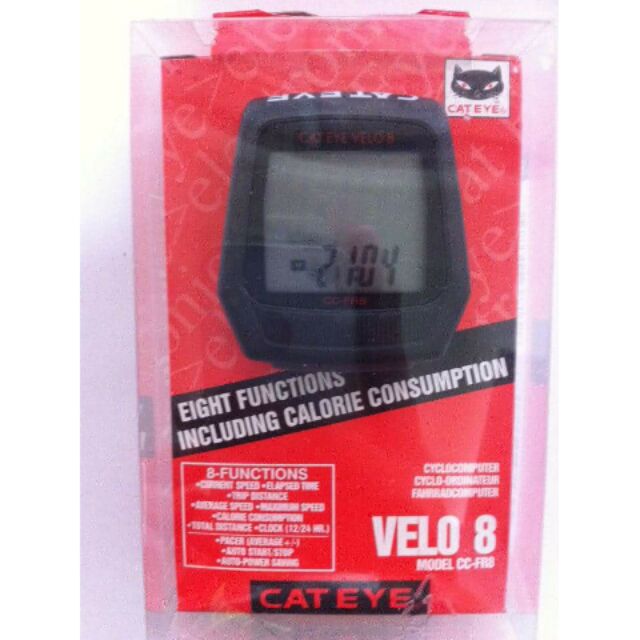 CATEYE
CAT EYE
CAT EYE VELO 8
CC-FR8
EIGHT FUNCTIONS
INCLUDING CALORIE CONSUMPTION
8-FUNCTIONS
•CURRENT SPEED •ELAPSED TIME
•TRIP DISTANCE
•AVERAGE SPEED •MAXIMUM SPEED
•CALORIE CONSUMPTION
•TOTAL DISTANCE •CLOCK (12/24 HR.)
•PACER (AVERAGE +/-)
•AUTO START/STOP
•AUTO-POWER SAVING
CYCLOCOMPUTER
CYCLO-ORDINATEUR
FAHRRADCOMPUTER
VELO 8
MODEL CC-FR8
CAT EYE